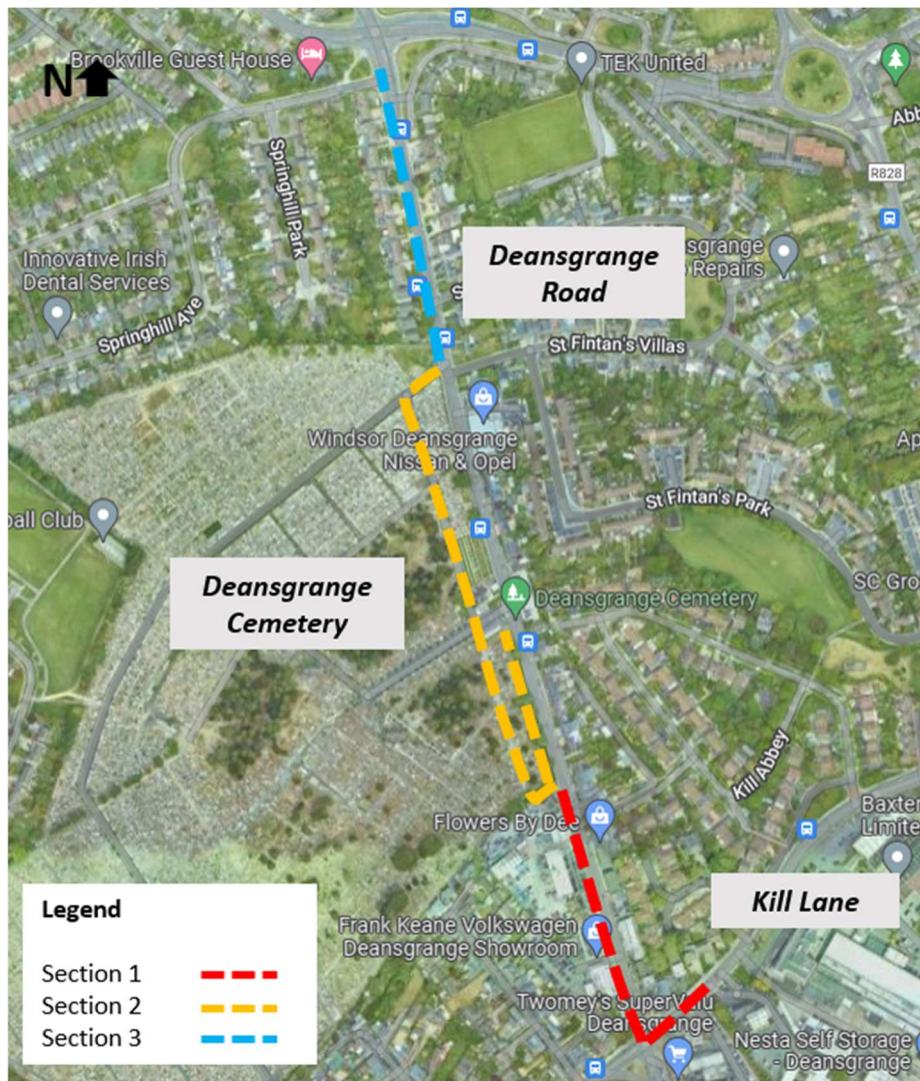 Brookville Guest House
N
TEK United
Abb
R828
Springhill Park
Innovative Irish
Dental Services
Springhill Ave
Deansgrange
Road
sgrange
Repairs
St Fintan's Villas
Windsor Deansgrange
Nissan & Opel
Ap
ball Club
St Fintan's Park
Deansgrange
Cemetery
Deansgrange Cemetery
SC Gro
Kill Abbey
Flowers By Dee
Baxter
Limite
Kill Lane
Frank Keane Volkswagen
Deansgrange Showroom
Twomey's SuperValu
Deansgrange
Nesta Self Storage
- Deansgrange
Legend
Section 1
Section 2
Section 3